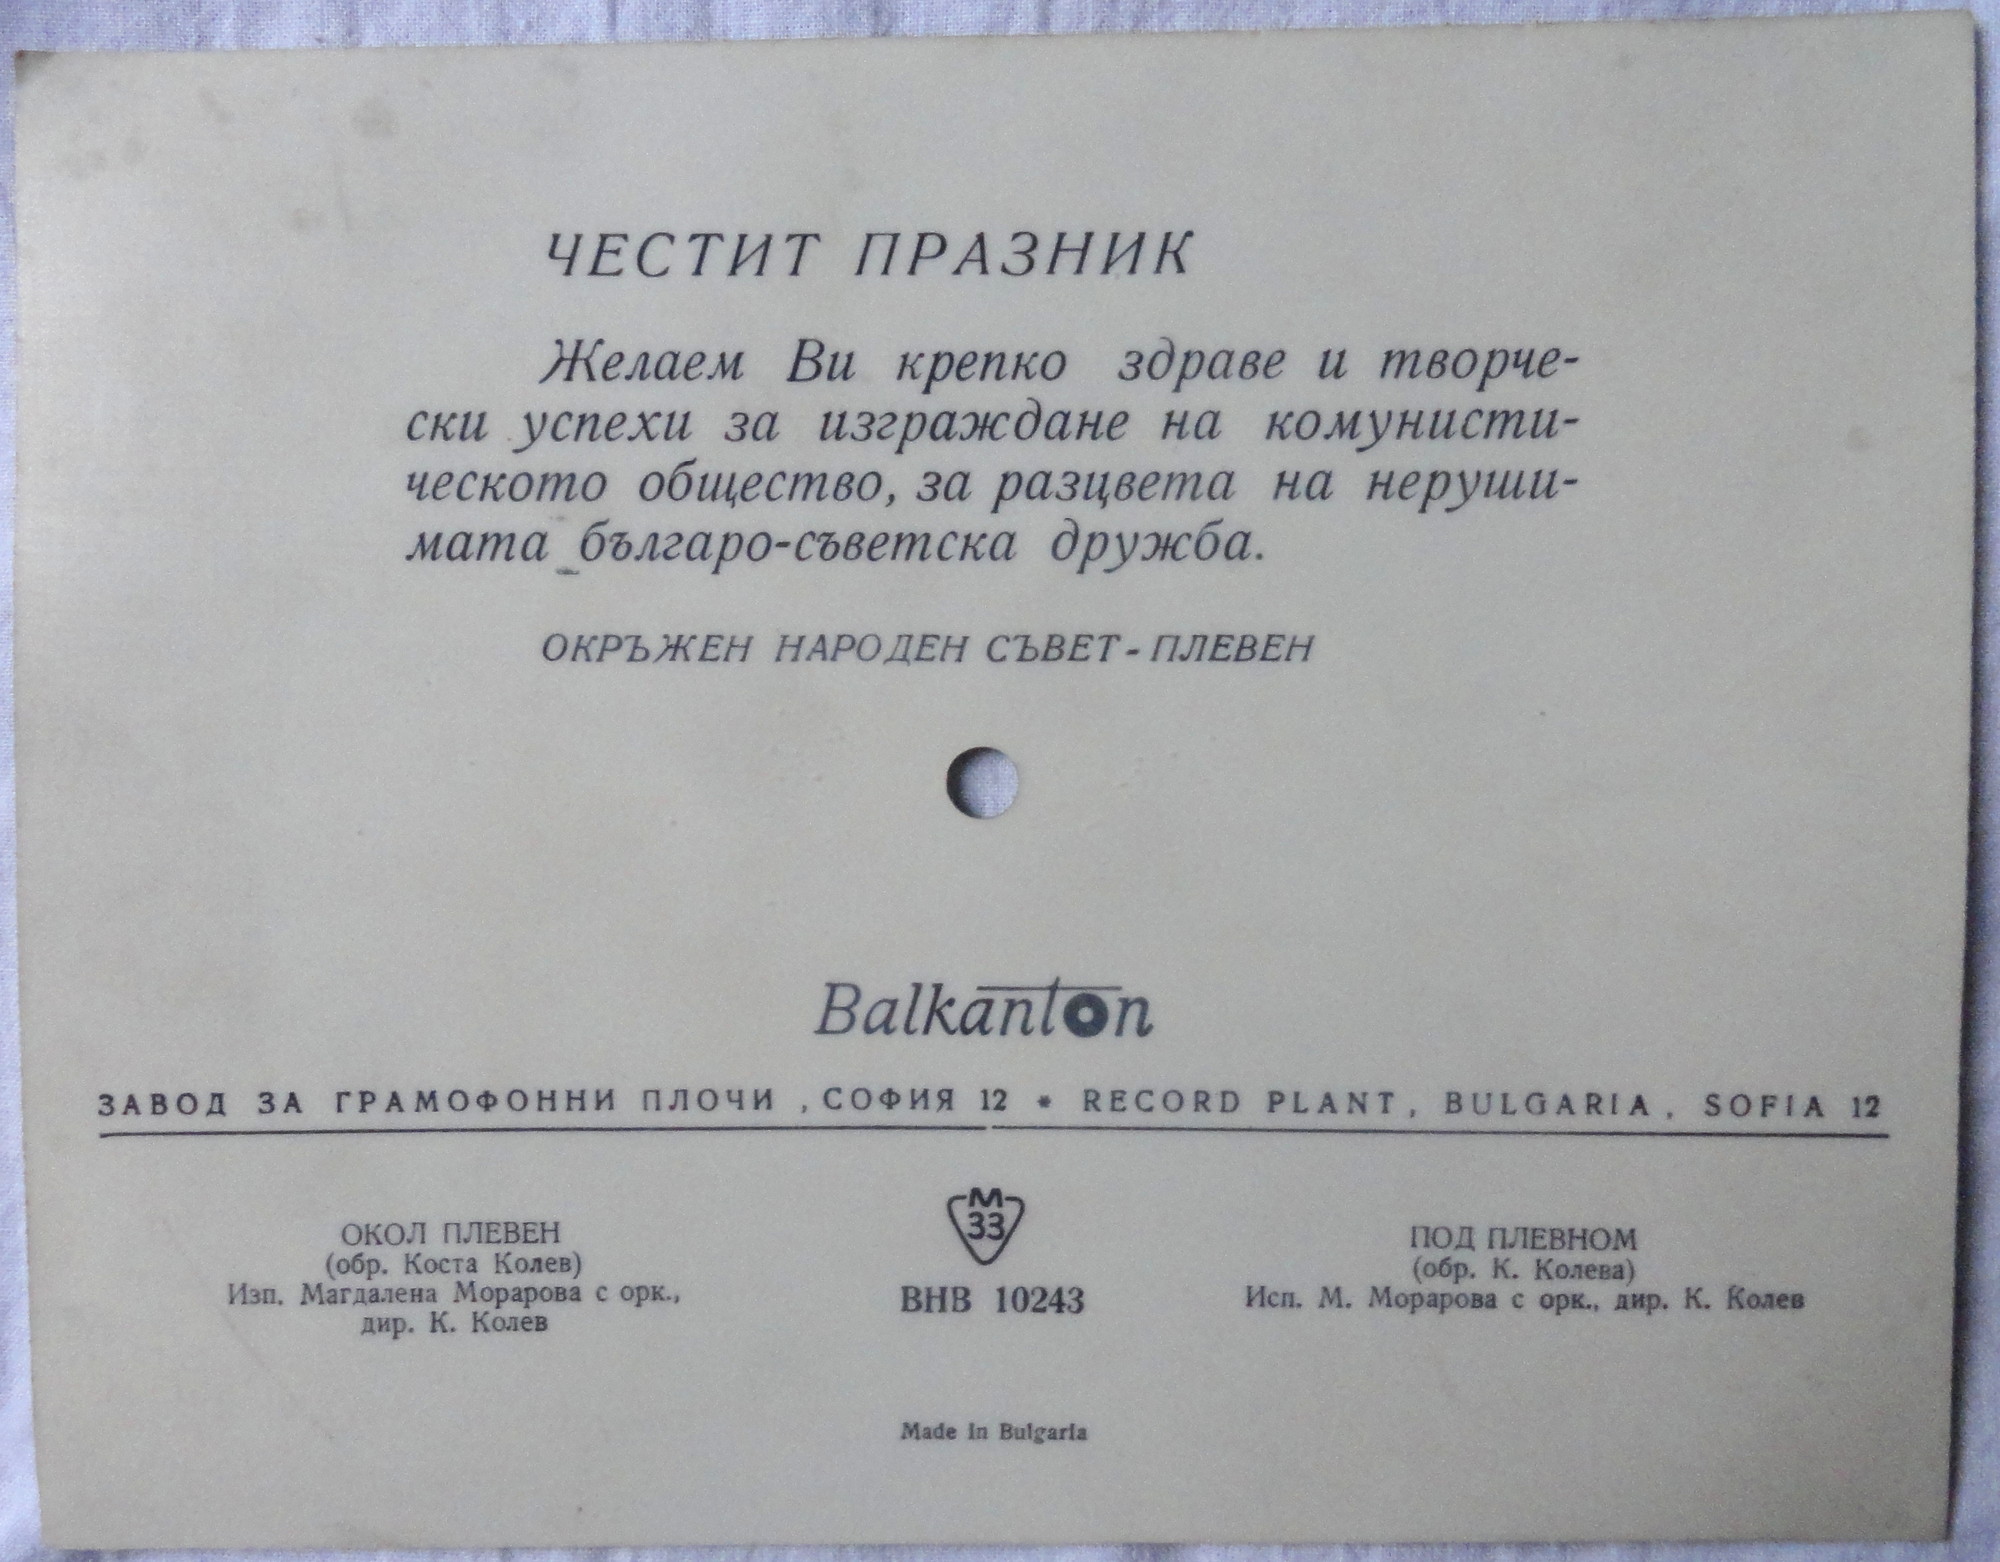 ЧЕСТИТ ПРАЗНИК
Желаем Ви крепко здраве и творче-
ски успехи за изграждане на комунисти-
ческото общество, за разцвета на неруши-
мата българо-съветска дружба.
ОКРЪЖЕН НАРОДЕН СЪВЕТ-ПЛЕВЕН
Balkanton
ЗАВОД ЗА ГРАМОФОННИ ПЛОЧИ, СОФИЯ 12 * RECORD PLANT, BULGARIA, SOFIA 12
ОКОЛ ПЛЕВЕН
(обр. Коста Колев)
Изп. Магдалена Морарова с орк.,
дир. К. Колев
М
33
ВНВ 10243
ПОД ПЛЕВНОМ
(обр. К. Колева)
Исп. М. Морарова с орк., дир. К. Колев
Made in Bulgaria